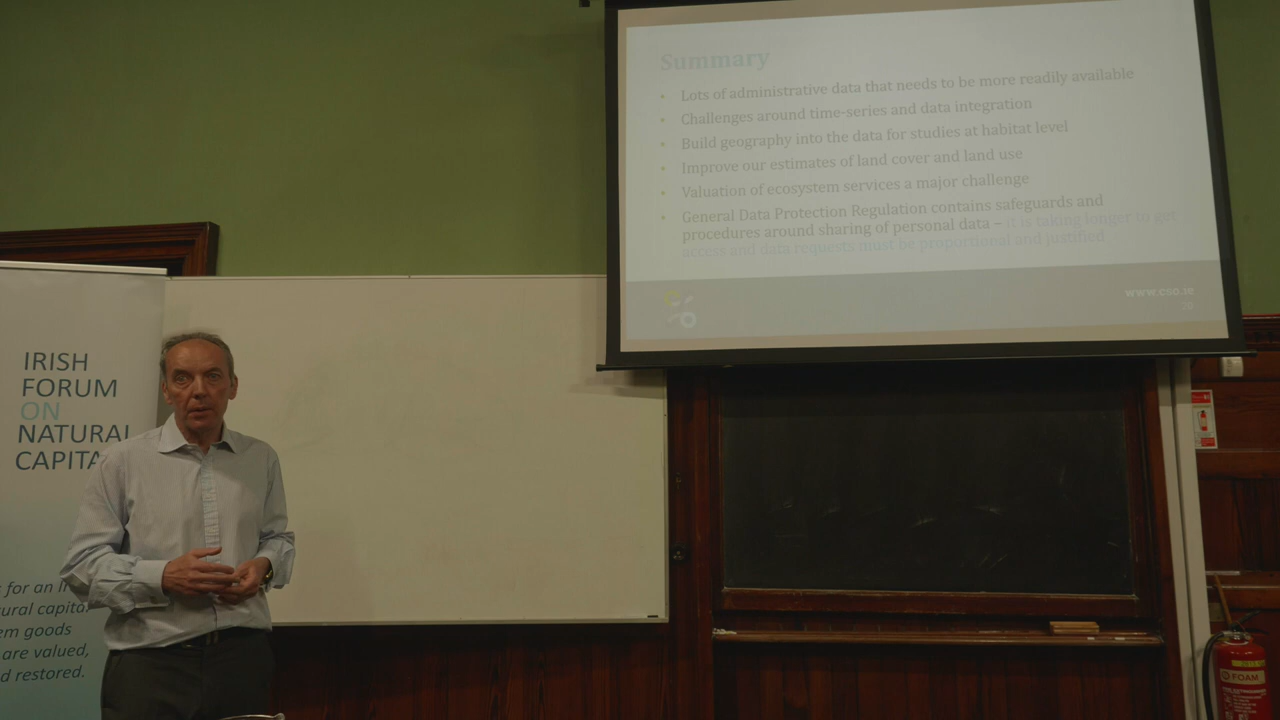 Summary
• Lots of administrative data that needs to be more readily available
• Challenges around time-series and data integration
• Build geography into the data for studies at habitat level
• Improve our estimates of land cover and land use
• Valuation of ecosystem services a major challenge
• General Data Protection Regulation contains safeguards and
procedures around sharing of personal data – it is taking longer to get
access and data requests must be proportional and justified
www.cso.ie
IRISH
FORUM
ON
NATURAL
CAPITA
for an
capital
goods
are valued,
restored.
FOAM